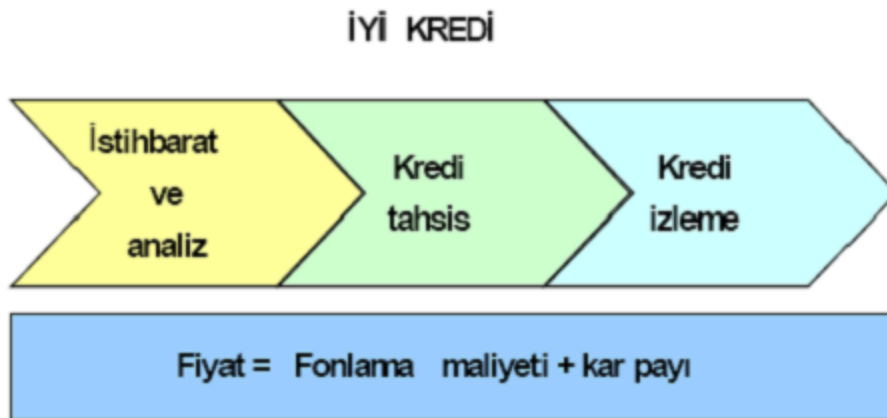 İYİ KREDİ
İstihbarat
ve
analiz
Kredi
tahsis
Kredi
izleme
Fiyat = Fonlama maliyeti + kar payı